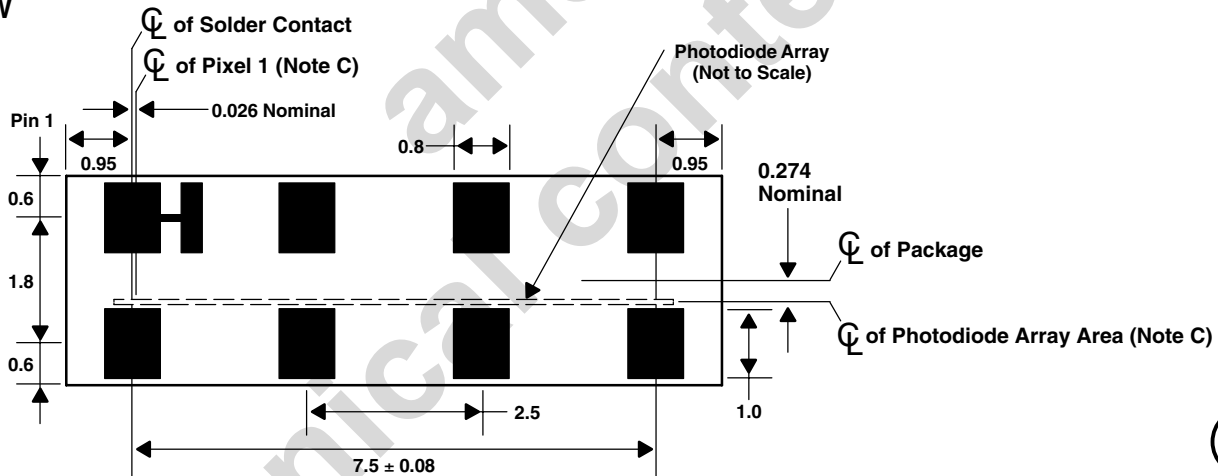 ℄ of Solder Contact
℄ of Pixel 1 (Note C)
Photodiode Array
(Not to Scale)
0.026 Nominal
Pin 1
0.95
0.8
0.95
0.274
Nominal
0.6
℄ of Package
1.8
℄ of Photodiode Array Area (Note C)
0.6
2.5
1.0
7.5 ± 0.08